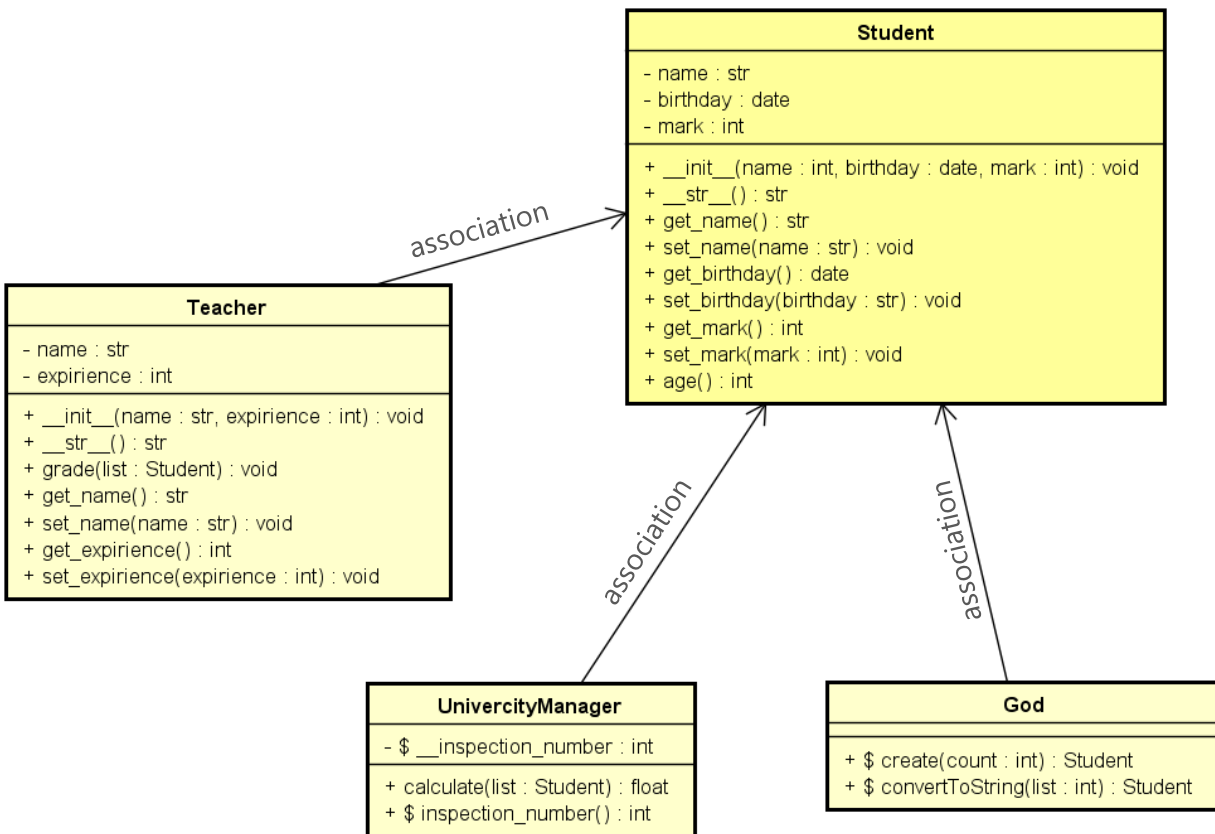 Student
- name : str
- birthday : date
- mark : int
+ __init__(name : int, birthday : date, mark : int) : void
+ __str__() : str
+ get_name() : str
+ set_name(name : str) : void
+ get_birthday() : date
+ set_birthday(birthday : str) : void
+ get_mark() : int
+ set_mark(mark : int) : void
+ age() : int
association
Teacher
- name : str
- expirience : int
+ __init__(name : str, expirience : int) : void
+ __str__() : str
+ grade(list : Student) : void
+ get_name() : str
+ set_name(name : str) : void
+ get_expirience() : int
+ set_expirience(expirience : int) : void
association
association
UnivercityManager
- $ __inspection_number : int
+ calculate(list : Student) : float
+ $ inspection_number() : int
God
+ $ create(count : int) : Student
+ $ convertToString(list : int) : Student